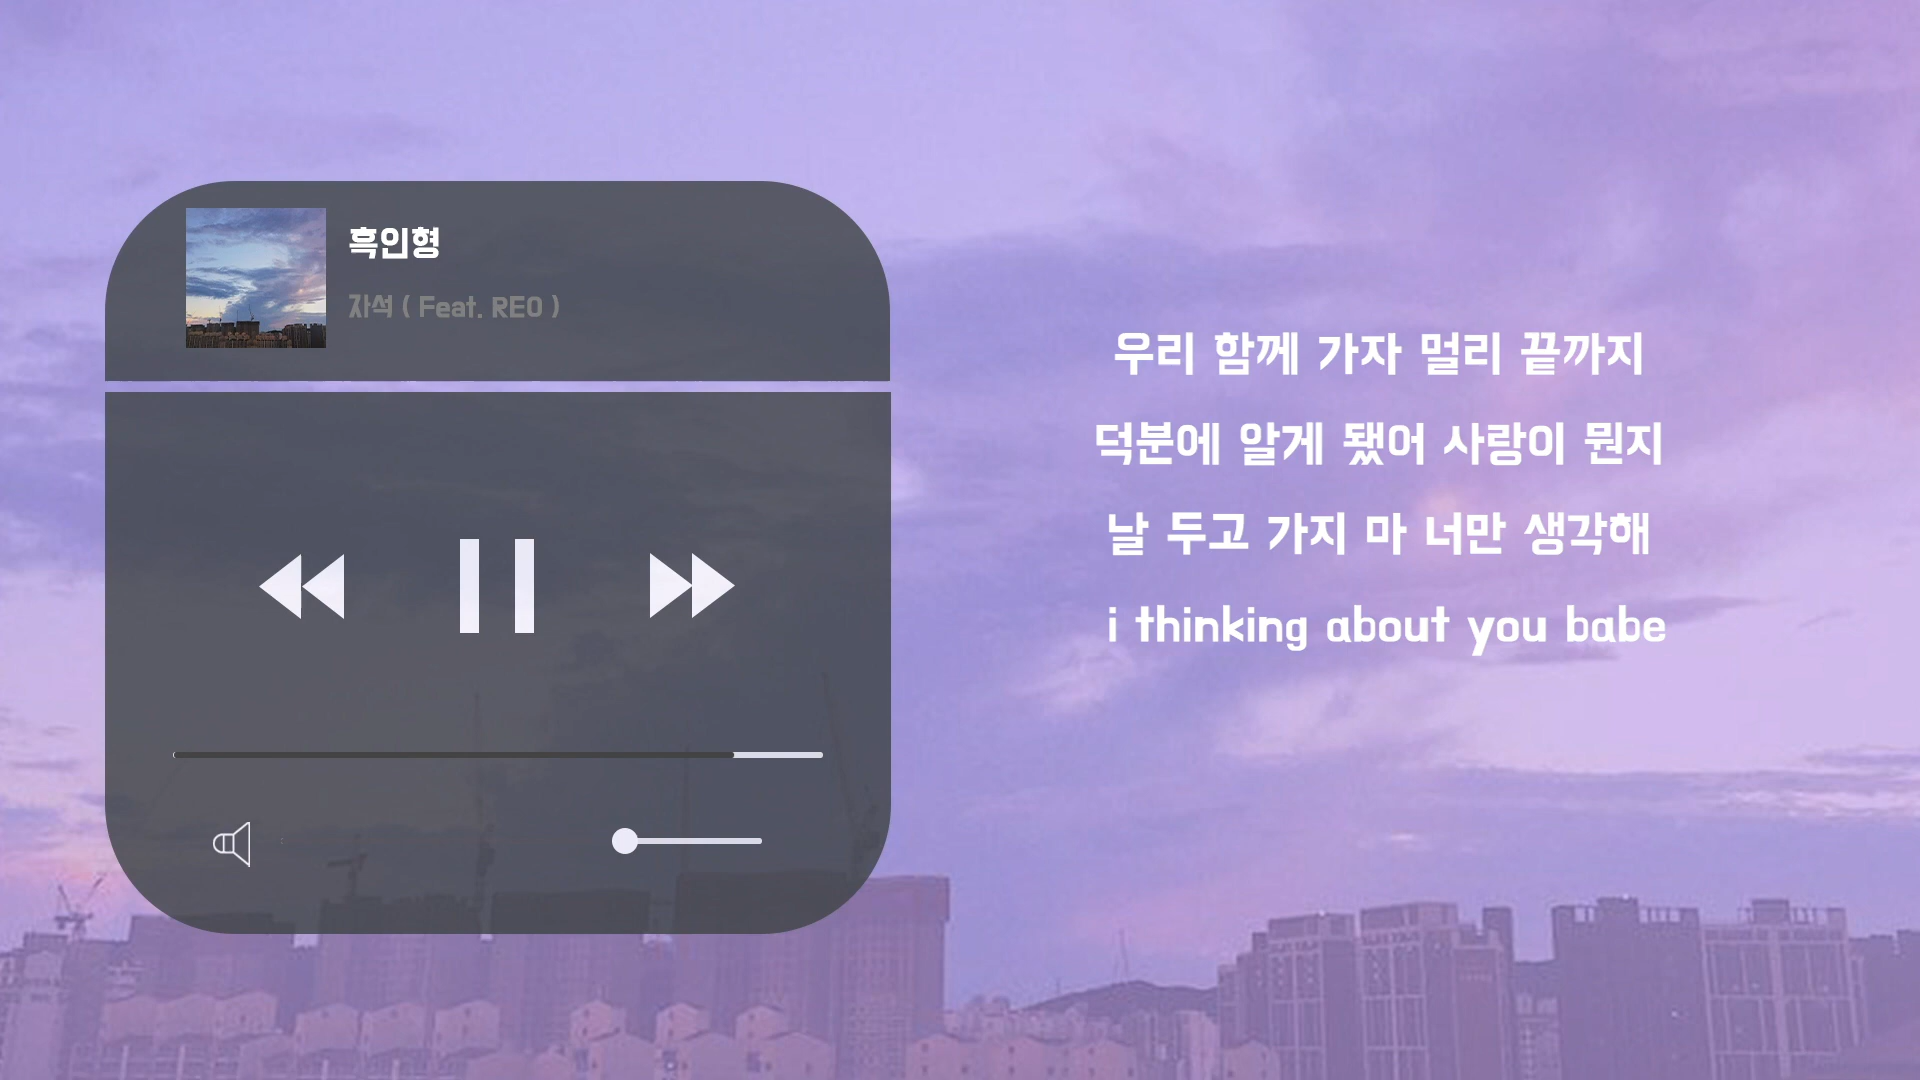 흑인형
자석 ( Feat. REO )
우리 함께 가자 멀리 끝까지
덕분에 알게 됐어 사랑이 뭔지
날 두고 가지 마 너만 생각해
i thinking about you babe